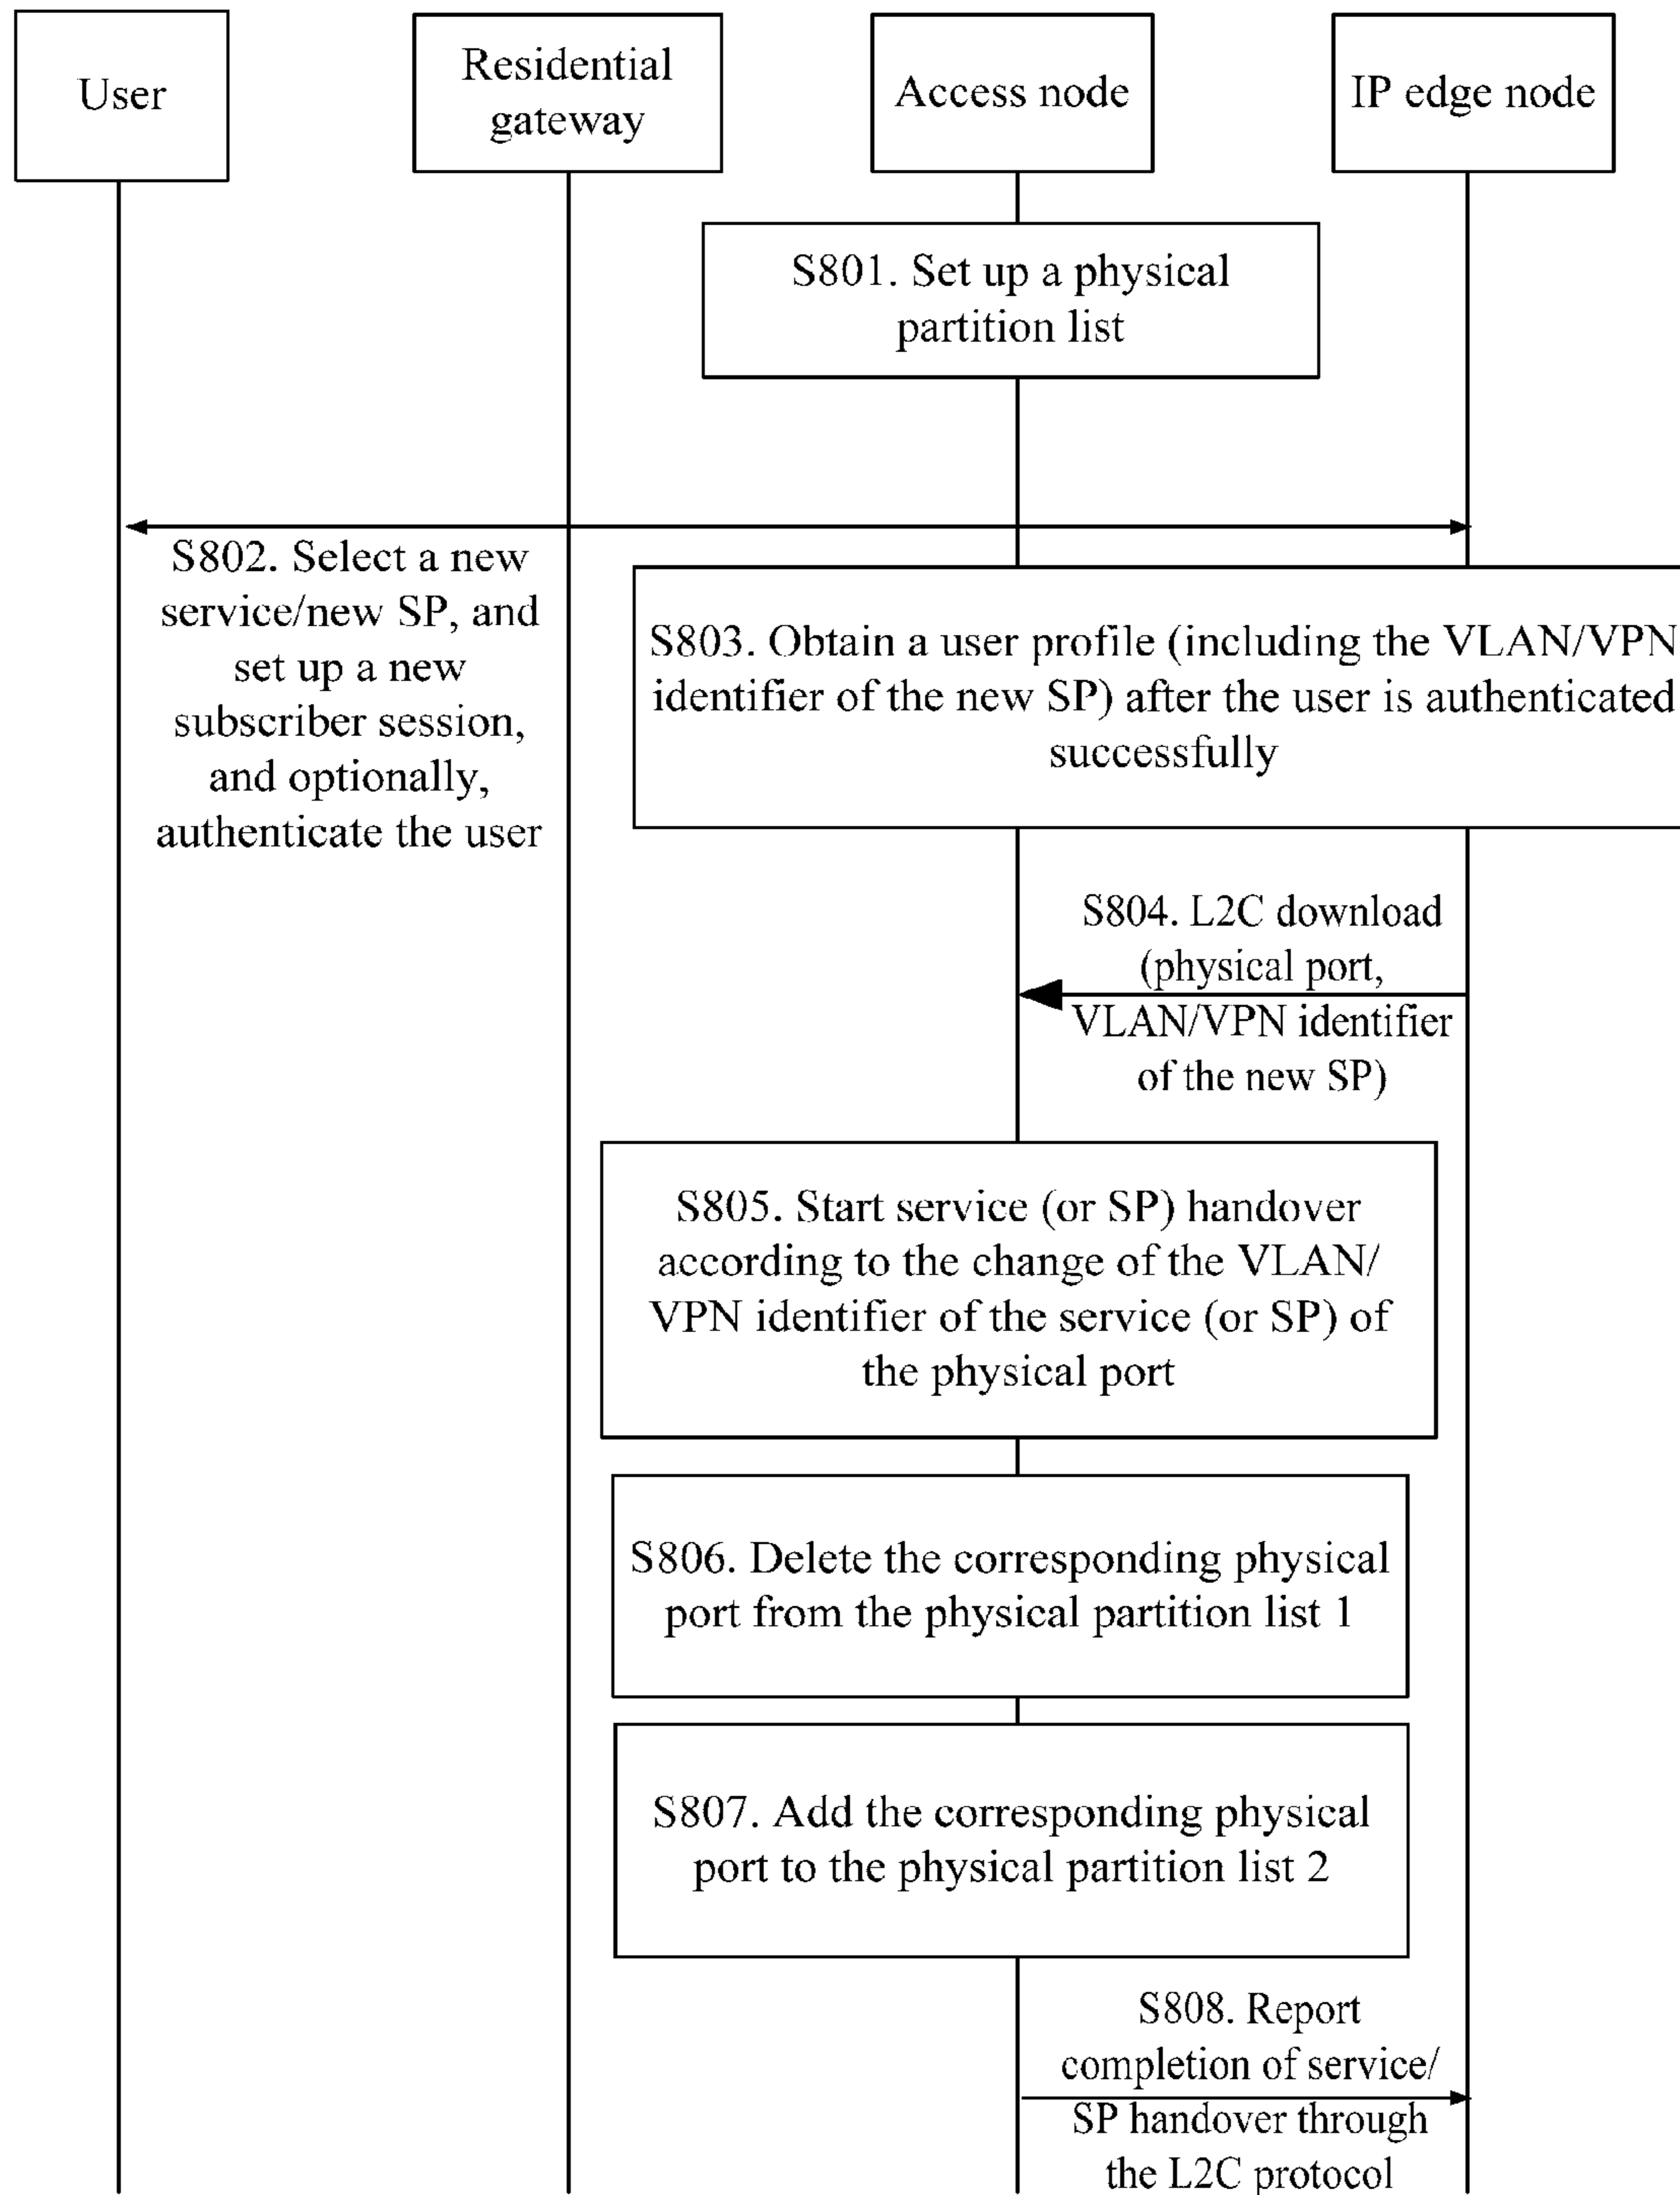 User
Residential
gateway
Access node
IP edge node
S801. Set up a physical
partition list
S802. Select a new
service/new SP, and
set up a new
subscriber session,
and optionally,
authenticate the user
S803. Obtain a user profile (including the VLAN/VPN
identifier of the new SP) after the user is authenticated
successfully
S804. L2C download
(physical port,
VLAN/VPN identifier
of the new SP)
S805. Start service (or SP) handover
according to the change of the VLAN/
VPN identifier of the service (or SP) of
the physical port
S806. Delete the corresponding physical
port from the physical partition list 1
S807. Add the corresponding physical
port to the physical partition list 2
S808. Report
completion of service/
SP handover through
the L2C protocol